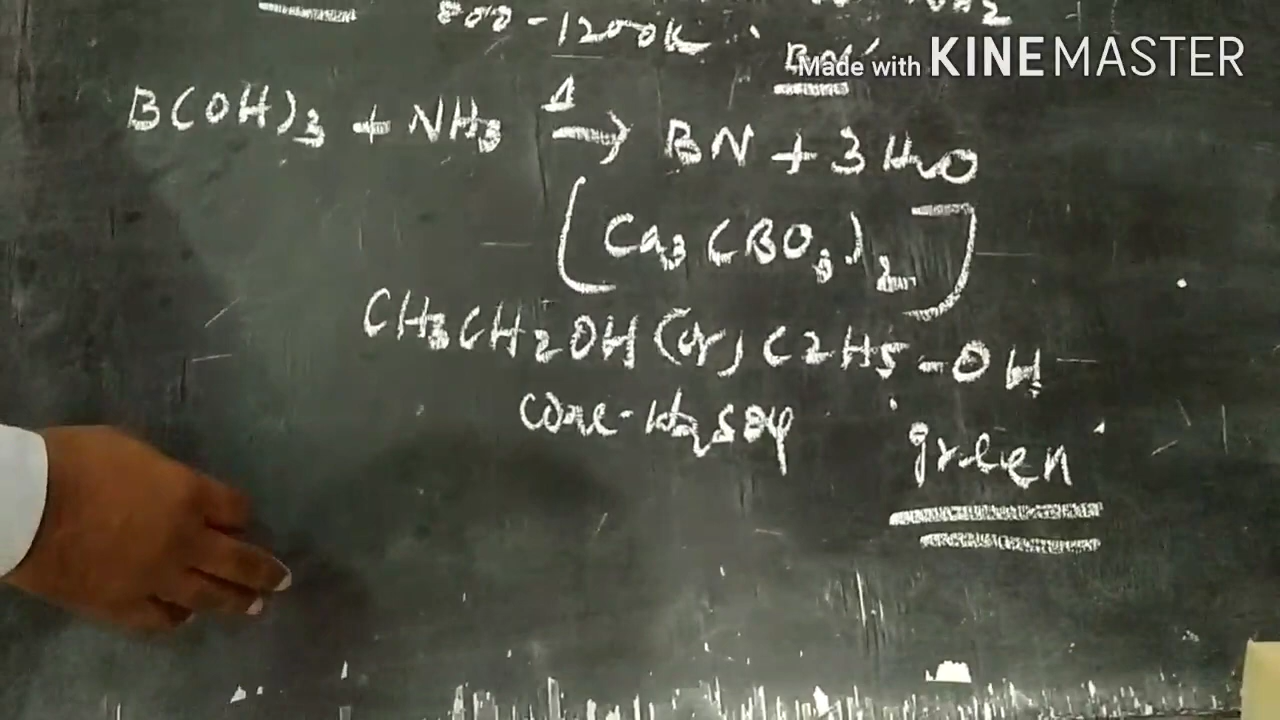 800-1200K
Made with KINEMASTER
B(OH)3 + NH3 Δ→ BN + 3H2O
[Ca3(BO3)2]
CH3CH2OH (or) C2H5-OH
conc-H2SO4
green